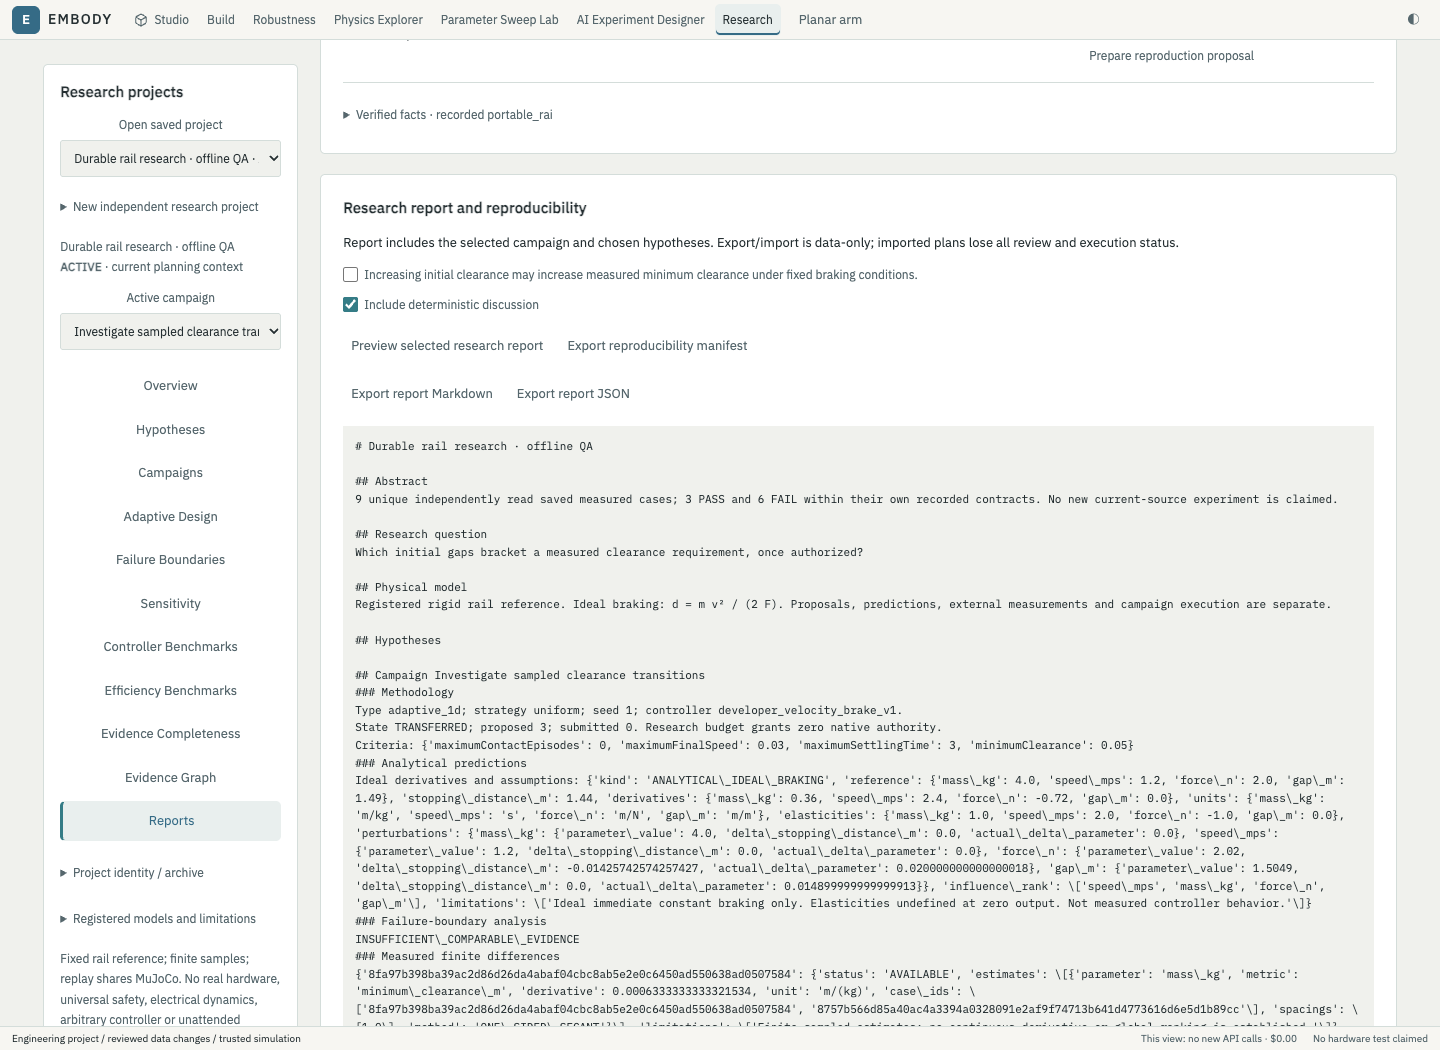 E EMBODY Studio Build Robustness Physics Explorer Parameter Sweep Lab AI Experiment Designer Research Planar arm
Research projects
Open saved project
Durable rail research · offline QA ·
New independent research project
Durable rail research · offline QA
ACTIVE · current planning context
Active campaign
Investigate sampled clearance trar
Overview
Hypotheses
Campaigns
Adaptive Design
Failure Boundaries
Sensitivity
Controller Benchmarks
Efficiency Benchmarks
Evidence Completeness
Evidence Graph
Reports
Project identity / archive
Registered models and limitations
Fixed rail reference; finite samples;
replay shares MuJoCo. No real hardware,
universal safety, electrical dynamics,
arbitrary controller or unattended
Prepare reproduction proposal
Verified facts · recorded portable_rai
Research report and reproducibility
Report includes the selected campaign and chosen hypotheses. Export/import is data-only; imported plans lose all review and execution status.
Increasing initial clearance may increase measured minimum clearance under fixed braking conditions.
Include deterministic discussion
Preview selected research report Export reproducibility manifest
Export report Markdown Export report JSON
# Durable rail research · offline QA
## Abstract
9 unique independently read saved measured cases; 3 PASS and 6 FAIL within their own recorded contracts. No new current-source experiment is claimed.
## Research question
Which initial gaps bracket a measured clearance requirement, once authorized?
## Physical model
Registered rigid rail reference. Ideal braking: d = m v² / (2 F). Proposals, predictions, external measurements and campaign execution are separate.
## Hypotheses
## Campaign Investigate sampled clearance transitions
### Methodology
Type adaptive_1d; strategy uniform; seed 1; controller developer_velocity_brake_v1.
State TRANSFERRED; proposed 3; submitted 0. Research budget grants zero native authority.
Criteria: {'maximumContactEpisodes': 0, 'maximumFinalSpeed': 0.03, 'maximumSettlingTime': 3, 'minimumClearance': 0.05}
### Analytical predictions
Ideal derivatives and assumptions: {'kind': 'ANALYTICAL\_IDEAL\_BRAKING', 'reference': {'mass\_kg': 4.0, 'speed\_mps': 1.2, 'force\_n': 2.0, 'gap\_m':
1.49}, 'stopping\_distance\_m': 1.44, 'derivatives': {'mass\_kg': 0.36, 'speed\_mps': 2.4, 'force\_n': -0.72, 'gap\_m': 0.0}, 'units': {'mass\_kg':
'm/kg', 'speed\_mps': 's', 'force\_n': 'm/N', 'gap\_m': 'm/m'}, 'elasticities': {'mass\_kg': 1.0, 'speed\_mps': 2.0, 'force\_n': -1.0, 'gap\_m': 0.0},
'perturbations': {'mass\_kg': {'parameter\_value': 4.0, 'delta\_stopping\_distance\_m': 0.0, 'actual\_delta\_parameter': 0.0}, 'speed\_mps':
{'parameter\_value': 1.2, 'delta\_stopping\_distance\_m': 0.0, 'actual\_delta\_parameter': 0.0}, 'force\_n': {'parameter\_value': 2.02,
'delta\_stopping\_distance\_m': -0.01425742574257427, 'actual\_delta\_parameter': 0.020000000000000018}, 'gap\_m': {'parameter\_value': 1.5049,
'delta\_stopping\_distance\_m': 0.0, 'actual\_delta\_parameter': 0.014899999999999913}}, 'influence\_rank': \['speed\_mps', 'mass\_kg', 'force\_n',
'gap\_m'\], 'limitations': \['Ideal immediate constant braking only. Elasticities undefined at zero output. Not measured controller behavior.'\]}
### Failure-boundary analysis
INSUFFICIENT\_COMPARABLE\_EVIDENCE
### Measured finite differences
{'8fa97b398ba39ac2d86d26da4abaf04cbc8ab5e2e0c6450ad550638ad0507584': {'status': 'AVAILABLE', 'estimates': \[{'parameter': 'mass\_kg', 'metric':
'minimum\_clearance\_m', 'derivative': 0.0006333333333321534, 'unit': 'm/(kg)', 'case\_ids': \
['8fa97b398ba39ac2d86d26da4abaf04cbc8ab5e2e0c6450ad550638ad0507584', '8757b566d85a40ac4a3394a0328091e2af9f74713b641d4773616d6e5d1b89cc'\], 'spacings': \
Engineering project / reviewed data changes / trusted simulation
This view: no new API calls · $0.00 No hardware test claimed